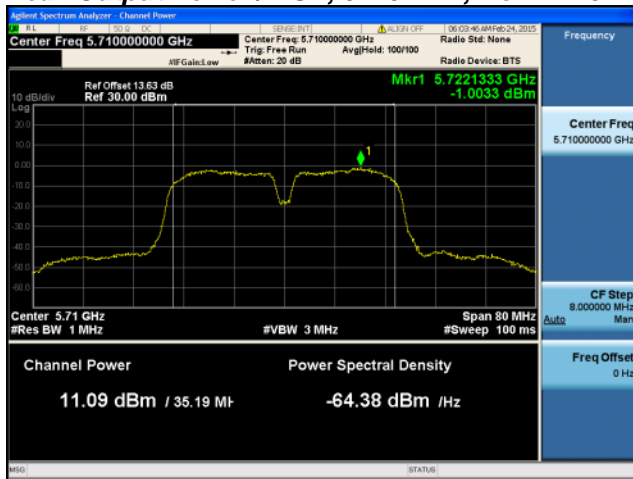 Agilent Spectrum Analyzer - Channel Power
RL RF 50 Ω DC SENSE:INT ALIGN OFF 06:03:46 AM Feb 24, 2015
Center Freq 5.710000000 GHz Center Freq: 5.710000000 GHz Radio Std: None
Trig: Free Run Avg|Hold: 100/100
#IFGain:Low #Atten: 20 dB Radio Device: BTS
Frequency
Mkr1 5.7221333 GHz
-1.0033 dBm
Ref Offset 13.63 dB
10 dB/div Ref 30.00 dBm
Log
20.0
10.0
0.00
-10.0
-20.0
-30.0
-40.0
-50.0
-60.0
1
Center 5.71 GHz Span 80 MHz
#Res BW 1 MHz #VBW 3 MHz #Sweep 100 ms
Center Freq
5.710000000 GHz
CF Step
8.000000 MHz
Auto Man
Freq Offset
0 Hz
Channel Power Power Spectral Density
11.09 dBm / 35.19 MH -64.38 dBm /Hz
MSG STATUS